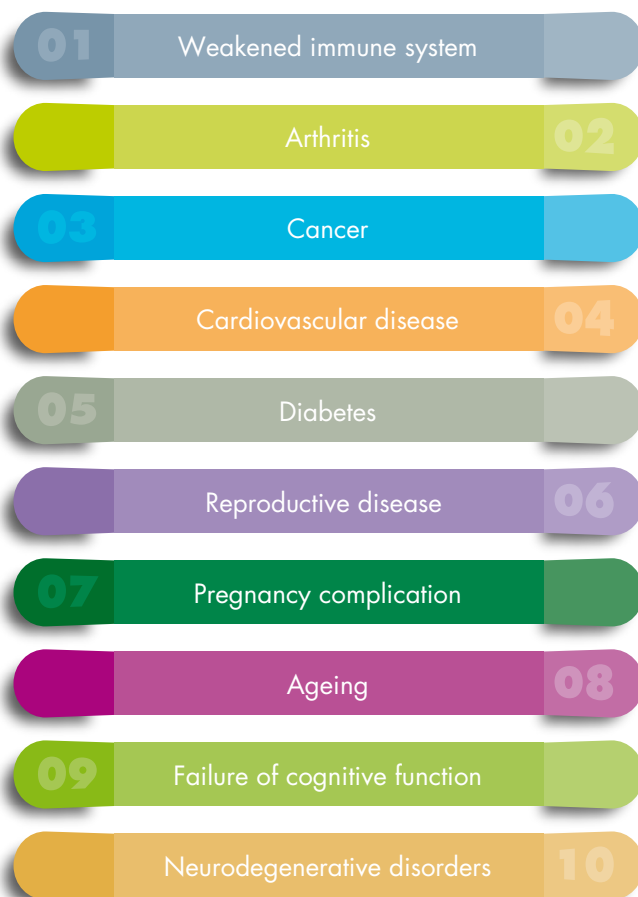 01 Weakened immune system
Arthritis 02
03 Cancer
Cardiovascular disease 04
05 Diabetes
Reproductive disease 06
07 Pregnancy complication
Ageing 08
09 Failure of cognitive function
Neurodegenerative disorders 10